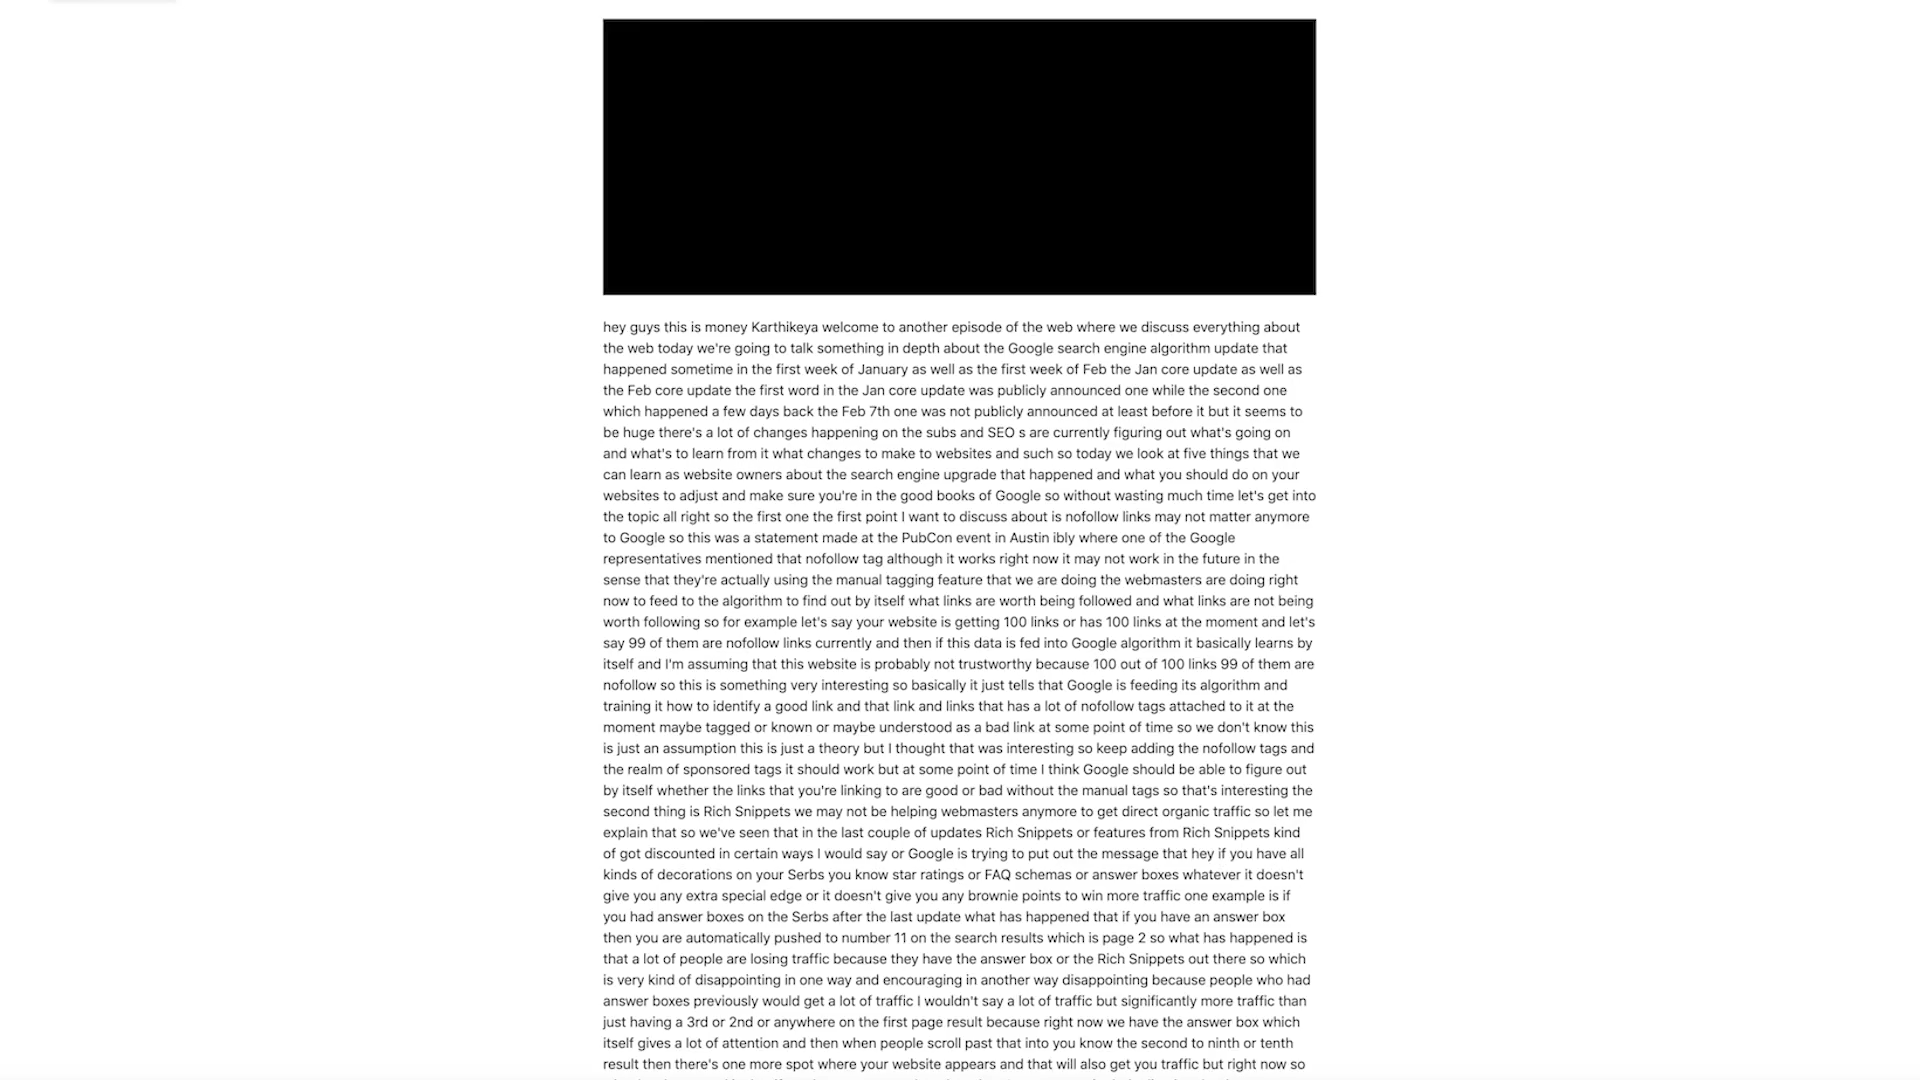 hey guys this is money Karthikeya welcome to another episode of the web where we discuss everything about
the web today we're going to talk something in depth about the Google search engine algorithm update that
happened sometime in the first week of January as well as the first week of Feb the Jan core update as well as
the Feb core update the first word in the Jan core update was publicly announced one while the second one
which happened a few days back the Feb 7th one was not publicly announced at least before it but it seems to
be huge there's a lot of changes happening on the subs and SEO s are currently figuring out what's going on
and what's to learn from it what changes to make to websites and such so today we look at five things that we
can learn as website owners about the search engine upgrade that happened and what you should do on your
websites to adjust and make sure you're in the good books of Google so without wasting much time let's get into
the topic all right so the first one the first point I want to discuss about is nofollow links may not matter anymore
to Google so this was a statement made at the PubCon event in Austin ibly where one of the Google
representatives mentioned that nofollow tag although it works right now it may not work in the future in the
sense that they're actually using the manual tagging feature that we are doing the webmasters are doing right
now to feed to the algorithm to find out by itself what links are worth being followed and what links are not being
worth following so for example let's say your website is getting 100 links or has 100 links at the moment and let's
say 99 of them are nofollow links currently and then if this data is fed into Google algorithm it basically learns by
itself and I'm assuming that this website is probably not trustworthy because 100 out of 100 links 99 of them are
nofollow so this is something very interesting so basically it just tells that Google is feeding its algorithm and
training it how to identify a good link and that link and links that has a lot of nofollow tags attached to it at the
moment maybe tagged or known or maybe understood as a bad link at some point of time so we don't know this
is just an assumption this is just a theory but I thought that was interesting so keep adding the nofollow tags and
the realm of sponsored tags it should work but at some point of time I think Google should be able to figure out
by itself whether the links that you're linking to are good or bad without the manual tags so that's interesting the
second thing is Rich Snippets we may not be helping webmasters anymore to get direct organic traffic so let me
explain that so we've seen that in the last couple of updates Rich Snippets or features from Rich Snippets kind
of got discounted in certain ways I would say or Google is trying to put out the message that hey if you have all
kinds of decorations on your Serbs you know star ratings or FAQ schemas or answer boxes whatever it doesn't
give you any extra special edge or it doesn't give you any brownie points to win more traffic one example is if
you had answer boxes on the Serbs after the last update what has happened that if you have an answer box
then you are automatically pushed to number 11 on the search results which is page 2 so what has happened is
that a lot of people are losing traffic because they have the answer box or the Rich Snippets out there so which
is very kind of disappointing in one way and encouraging in another way disappointing because people who had
answer boxes previously would get a lot of traffic I wouldn't say a lot of traffic but significantly more traffic than
just having a 3rd or 2nd or anywhere on the first page result because right now we have the answer box which
itself gives a lot of attention and then when people scroll past that into you know the second to ninth or tenth
result then there's one more spot where your website appears and that will also get you traffic but right now so